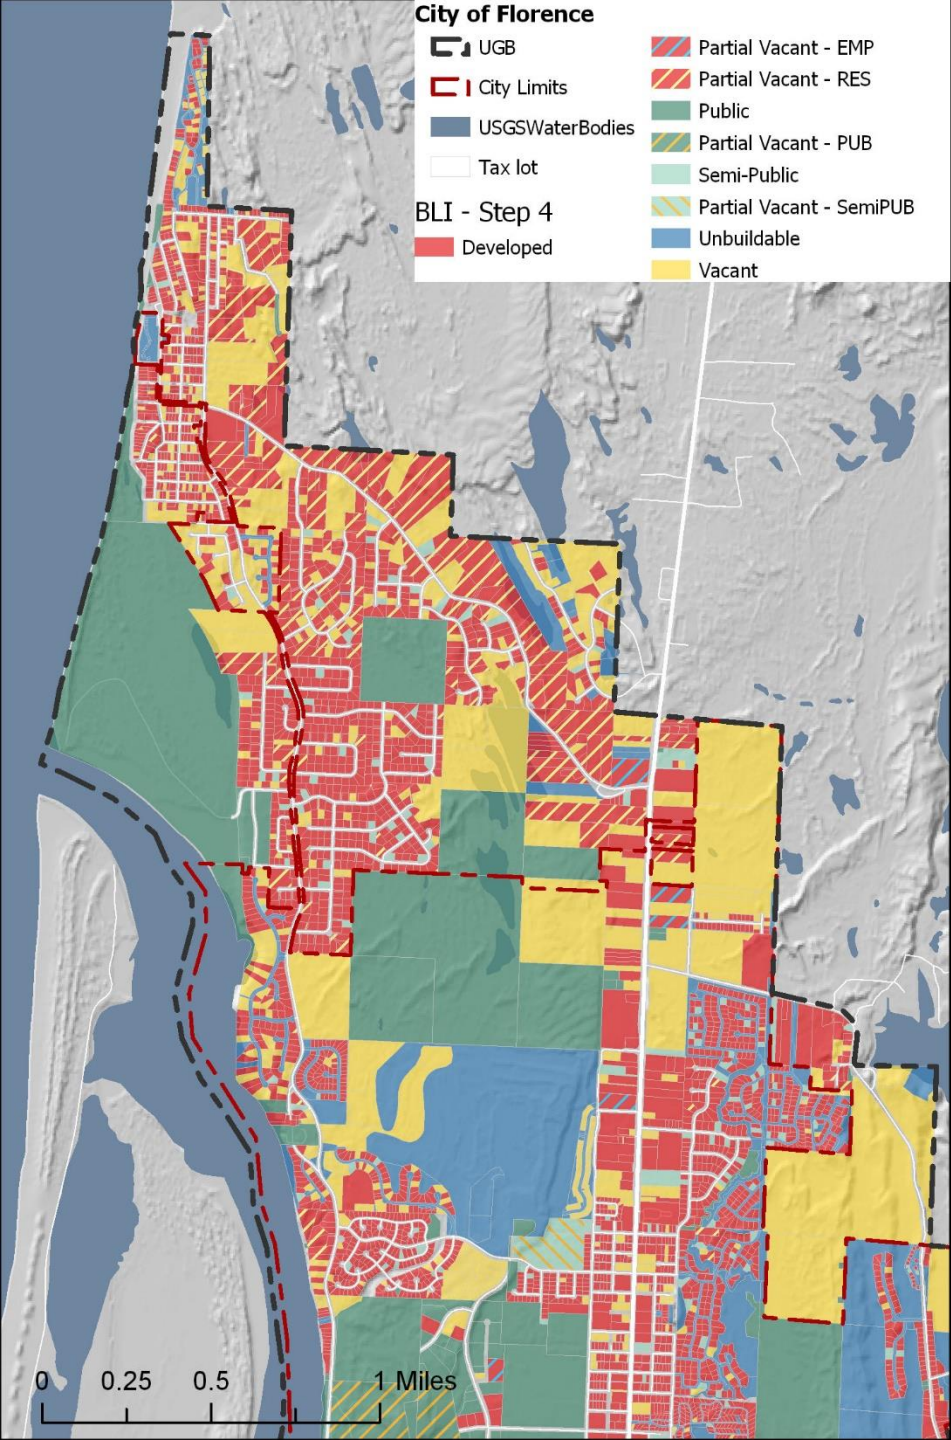 City of Florence
UGB
City Limits
USGSWaterBodies
Tax lot
BLI - Step 4
Developed
Partial Vacant - EMP
Partial Vacant - RES
Public
Partial Vacant - PUB
Semi-Public
Partial Vacant - SemiPUB
Unbuildable
Vacant
0 0.25 0.5 1 Miles